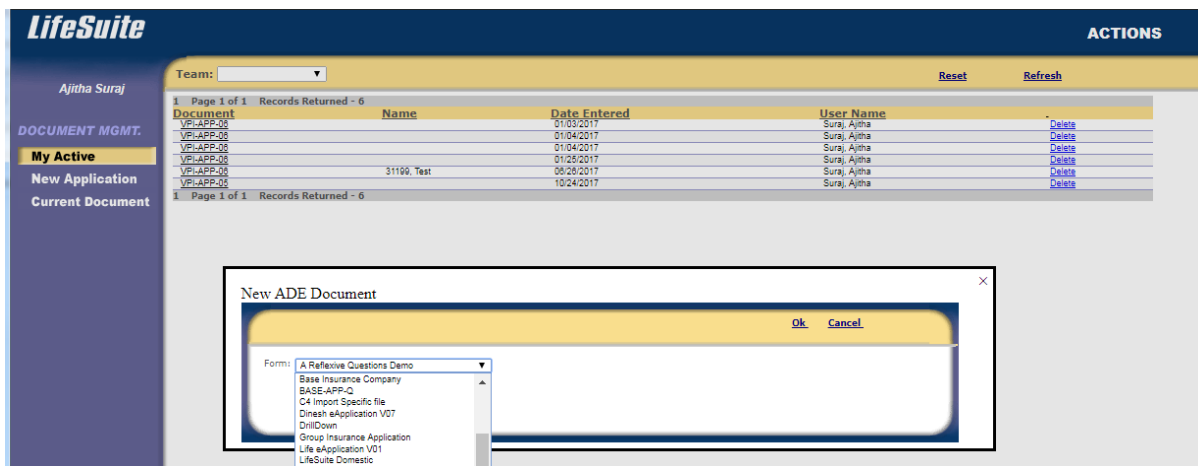 LifeSuite
ACTIONS
Ajitha Suraj
Team:
Reset Refresh
1 Page 1 of 1 Records Returned - 6
Document Name Date Entered User Name .
VPI-APP-06 01/03/2017 Suraj, Ajitha Delete
VPI-APP-06 01/04/2017 Suraj, Ajitha Delete
VPI-APP-06 01/04/2017 Suraj, Ajitha Delete
VPI-APP-06 01/25/2017 Suraj, Ajitha Delete
VPI-APP-06 31199, Test 06/26/2017 Suraj, Ajitha Delete
VPI-APP-05 10/24/2017 Suraj, Ajitha Delete
1 Page 1 of 1 Records Returned - 6
DOCUMENT MGMT.
My Active
New Application
Current Document
New ADE Document
Ok Cancel
Form: A Reflexive Questions Demo
Base Insurance Company
BASE-APP-Q
C4 Import Specific file
Dinesh eApplication V07
DrillDown
Group Insurance Application
Life eApplication V01
LifeSuite Domestic